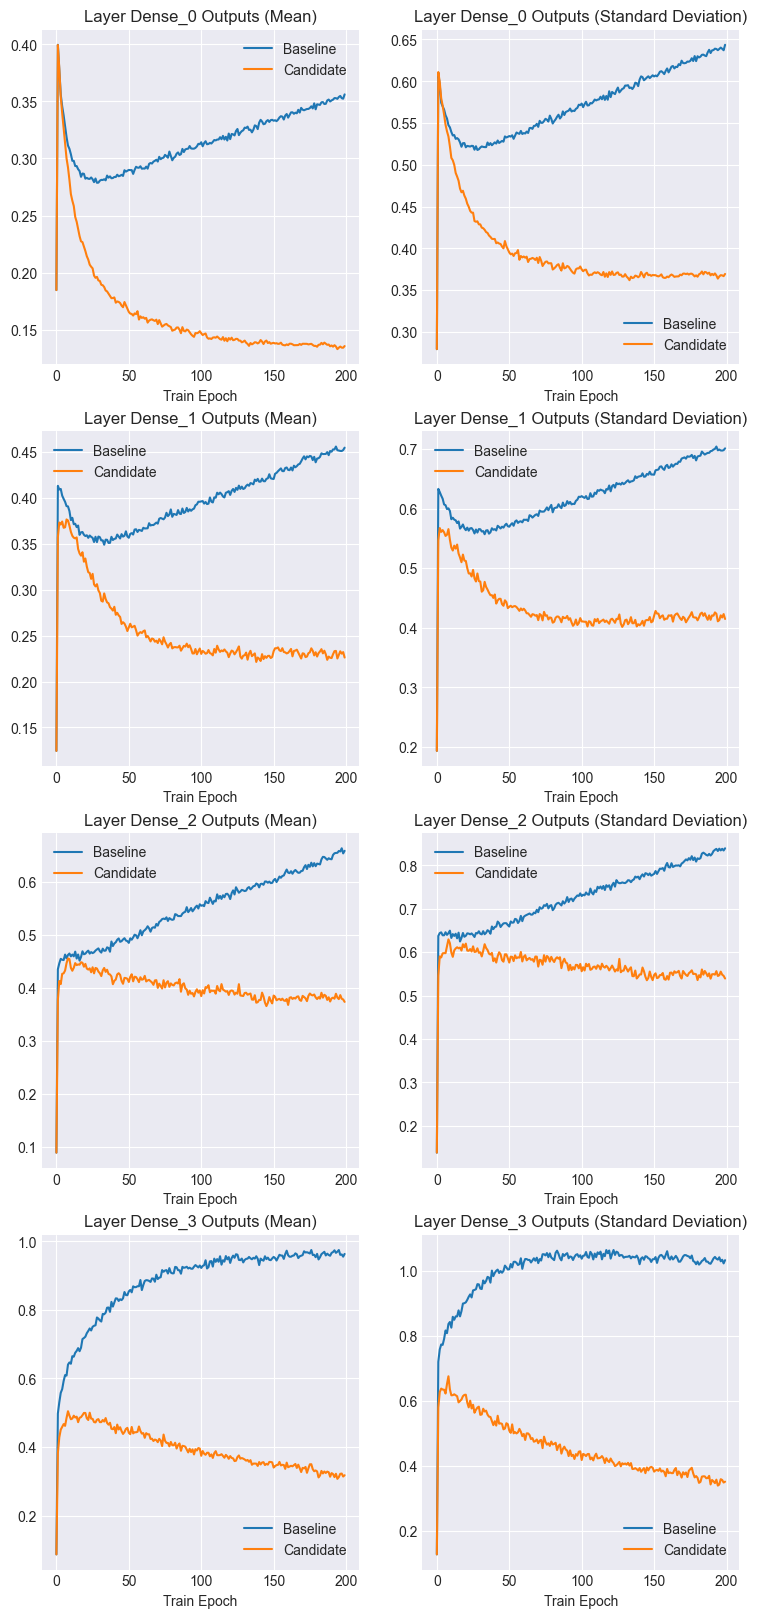 Layer Dense_0 Outputs (Mean)
0.40
0.35
0.30
0.25
0.20
0.15
Baseline
Candidate
0 50 100 150 200
Train Epoch
Layer Dense_0 Outputs (Standard Deviation)
0.65
0.60
0.55
0.50
0.45
0.40
0.35
0.30
Baseline
Candidate
0 50 100 150 200
Train Epoch
Layer Dense_1 Outputs (Mean)
0.45
0.40
0.35
0.30
0.25
0.20
0.15
Baseline
Candidate
0 50 100 150 200
Train Epoch
Layer Dense_1 Outputs (Standard Deviation)
0.7
0.6
0.5
0.4
0.3
0.2
Baseline
Candidate
0 50 100 150 200
Train Epoch
Layer Dense_2 Outputs (Mean)
0.6
0.5
0.4
0.3
0.2
0.1
Baseline
Candidate
0 50 100 150 200
Train Epoch
Layer Dense_2 Outputs (Standard Deviation)
0.8
0.7
0.6
0.5
0.4
0.3
0.2
Baseline
Candidate
0 50 100 150 200
Train Epoch
Layer Dense_3 Outputs (Mean)
1.0
0.8
0.6
0.4
0.2
Baseline
Candidate
0 50 100 150 200
Train Epoch
Layer Dense_3 Outputs (Standard Deviation)
1.0
0.8
0.6
0.4
0.2
Baseline
Candidate
0 50 100 150 200
Train Epoch